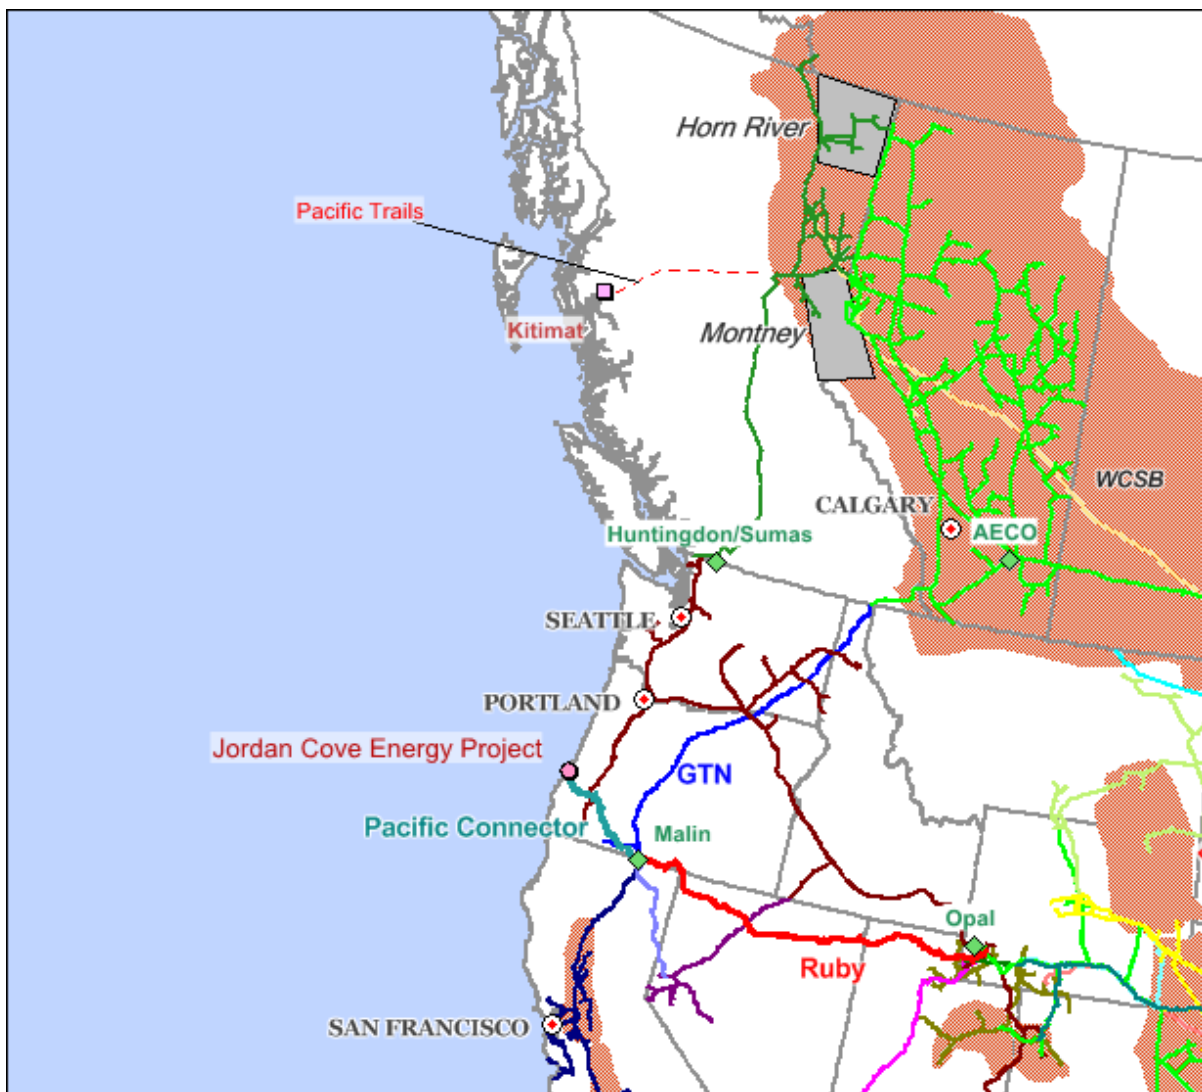 Horn River
Pacific Trails
Kitimat
Montney
WCSB
CALGARY
Huntingdon/Sumas
AECO
SEATTLE
PORTLAND
Jordan Cove Energy Project
GTN
Pacific Connector
Malin
Opal
Ruby
SAN FRANCISCO